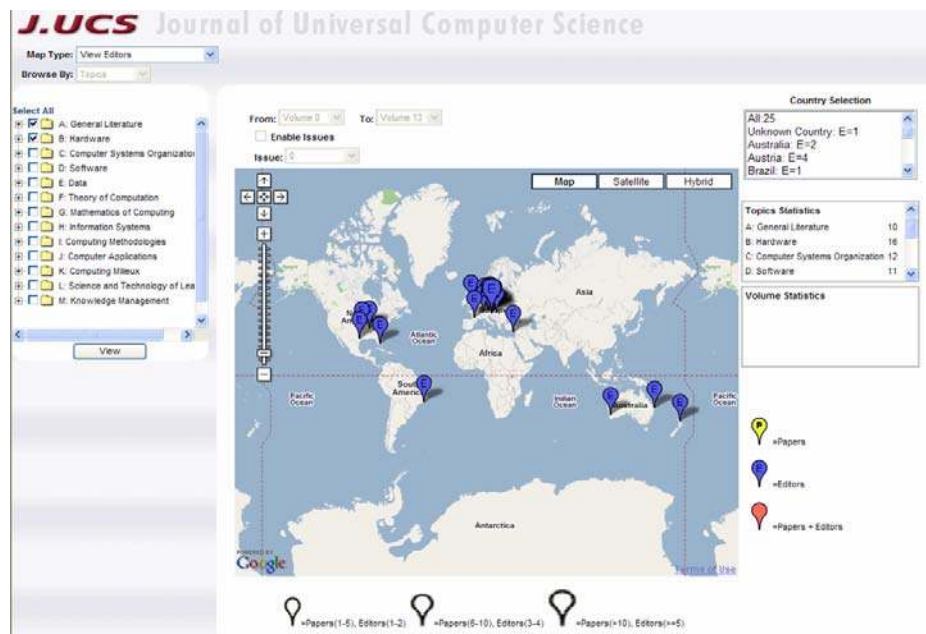 J.UCS Journal of Universal Computer Science
Map Type: View Editors
Browse By: Topics
Select All
A: General Literature
B: Hardware
C: Computer Systems Organization
D: Software
E: Data
F: Theory of Computation
G: Mathematics of Computing
H: Information Systems
I: Computing Methodologies
J: Computer Applications
K: Computing Milieux
L: Science and Technology of Lea
M: Knowledge Management
View
From: Volume 0 To: Volume 13
Enable Issues
Issue: 0
Map Satellite Hybrid
Asia
Atlantic
Ocean
Africa
South
America
Pacific
Ocean
Indian
Ocean
Australia
Pacific
Ocean
Antarctica
POWERED BY
Google
Terms of Use
Country Selection
All:25
Unknown Country: E=1
Australia: E=2
Austria: E=4
Brazil: E=1
Topics Statistics
A: General Literature 10
B: Hardware 16
C: Computer Systems Organization 12
D: Software 11
Volume Statistics
P =Papers
E =Editors
=Papers + Editors
=Papers(1-5), Editors(1-2) =Papers(6-10), Editors(3-4) =Papers(>10), Editors(>=5)